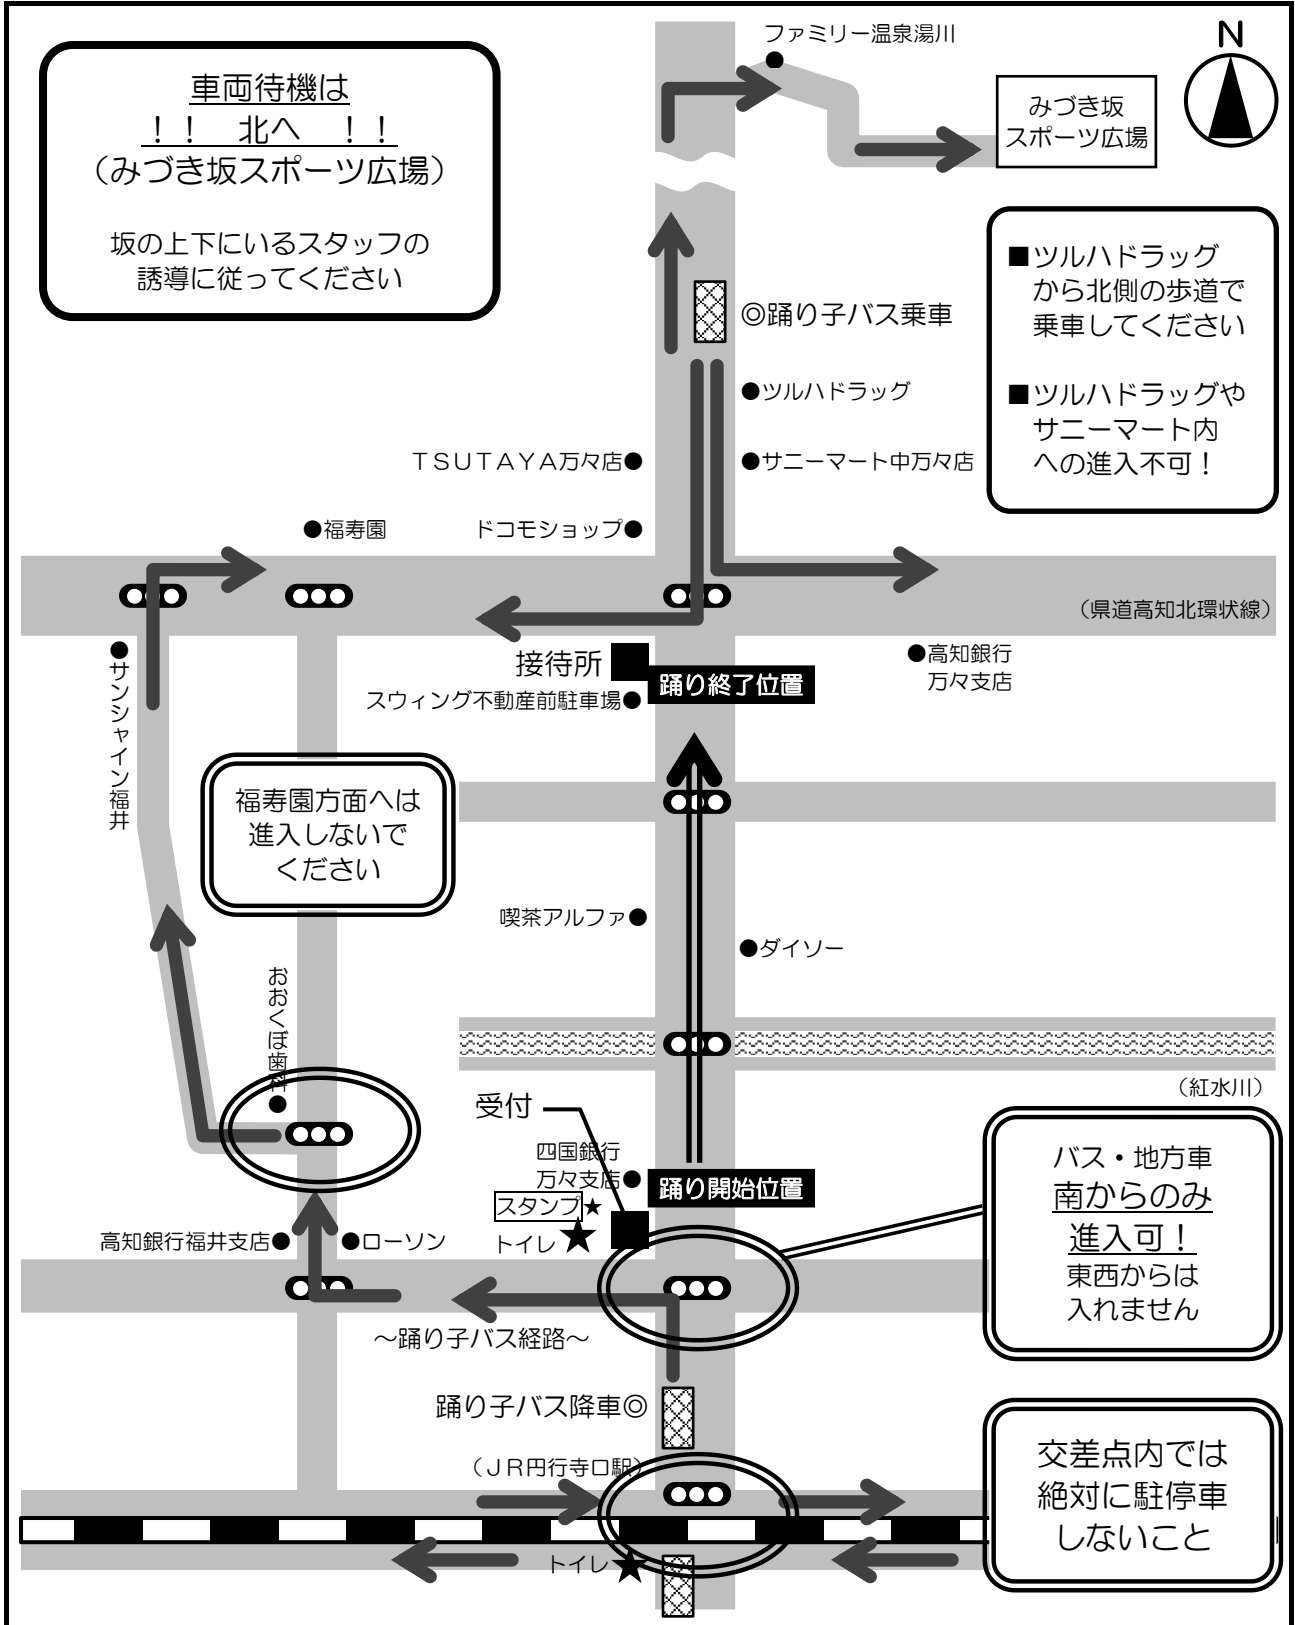 ファミリー温泉湯川
N
車両待機は
！！　北へ　！！
（みづき坂スポーツ広場）
坂の上下にいるスタッフの
誘導に従ってください
みづき坂
スポーツ広場
■ツルハドラッグ
から北側の歩道で
乗車してください
■ツルハドラッグや
サニーマート内
への進入不可！
◎踊り子バス乗車
●ツルハドラッグ
ＴＳＵＴＡＹＡ万々店●
●サニーマート中万々店
●福寿園
ドコモショップ●
（県道高知北環状線）
●サンシャイン福井
接待所
踊り終了位置
スウィング不動産前駐車場●
●高知銀行
万々支店
福寿園方面へは
進入しないで
ください
喫茶アルファ●
●ダイソー
おおくぼ歯科●
（紅水川）
受付
四国銀行
万々支店●
踊り開始位置
スタンプ★
トイレ★
バス・地方車
南からのみ
進入可！
東西からは
入れません
高知銀行福井支店●
●ローソン
～踊り子バス経路～
踊り子バス降車◎
（ＪＲ円行寺口駅）
交差点内では
絶対に駐停車
しないこと
トイレ★